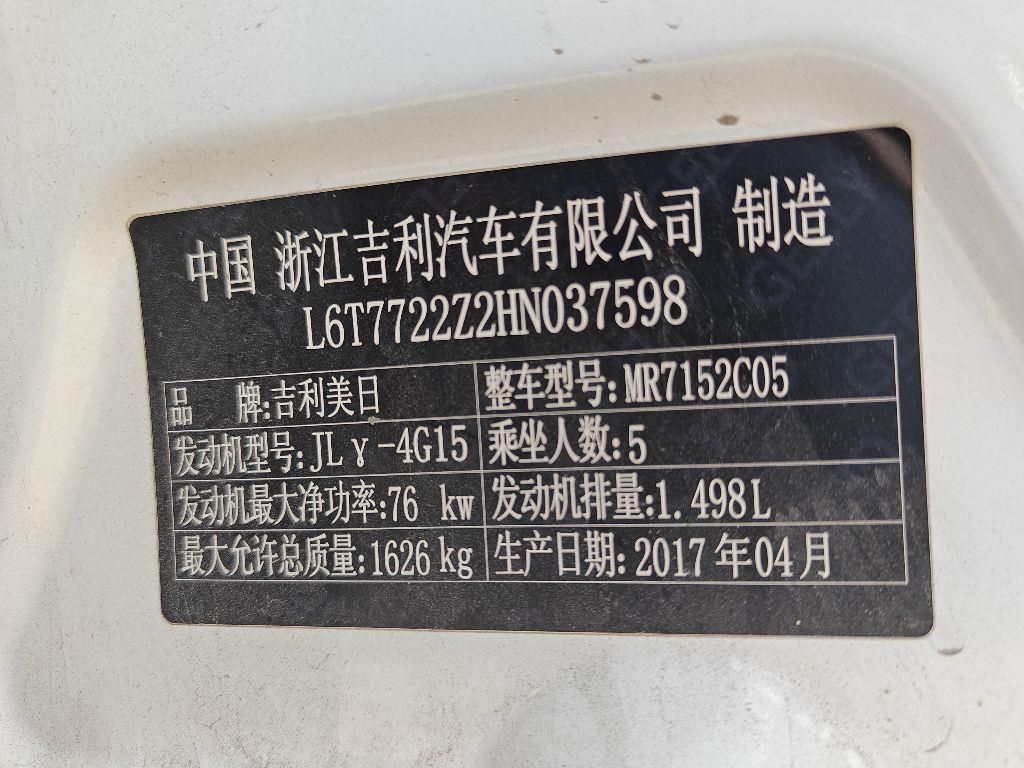 中国 浙江吉利汽车有限公司 制造
L6T7722Z2HN037598
品 牌:吉利美日 整车型号:MR7152C05
发动机型号:JLγ-4G15 乘坐人数:5
发动机最大净功率:76 kw 发动机排量:1.498L
最大允许总质量:1626kg 生产日期:2017年04月